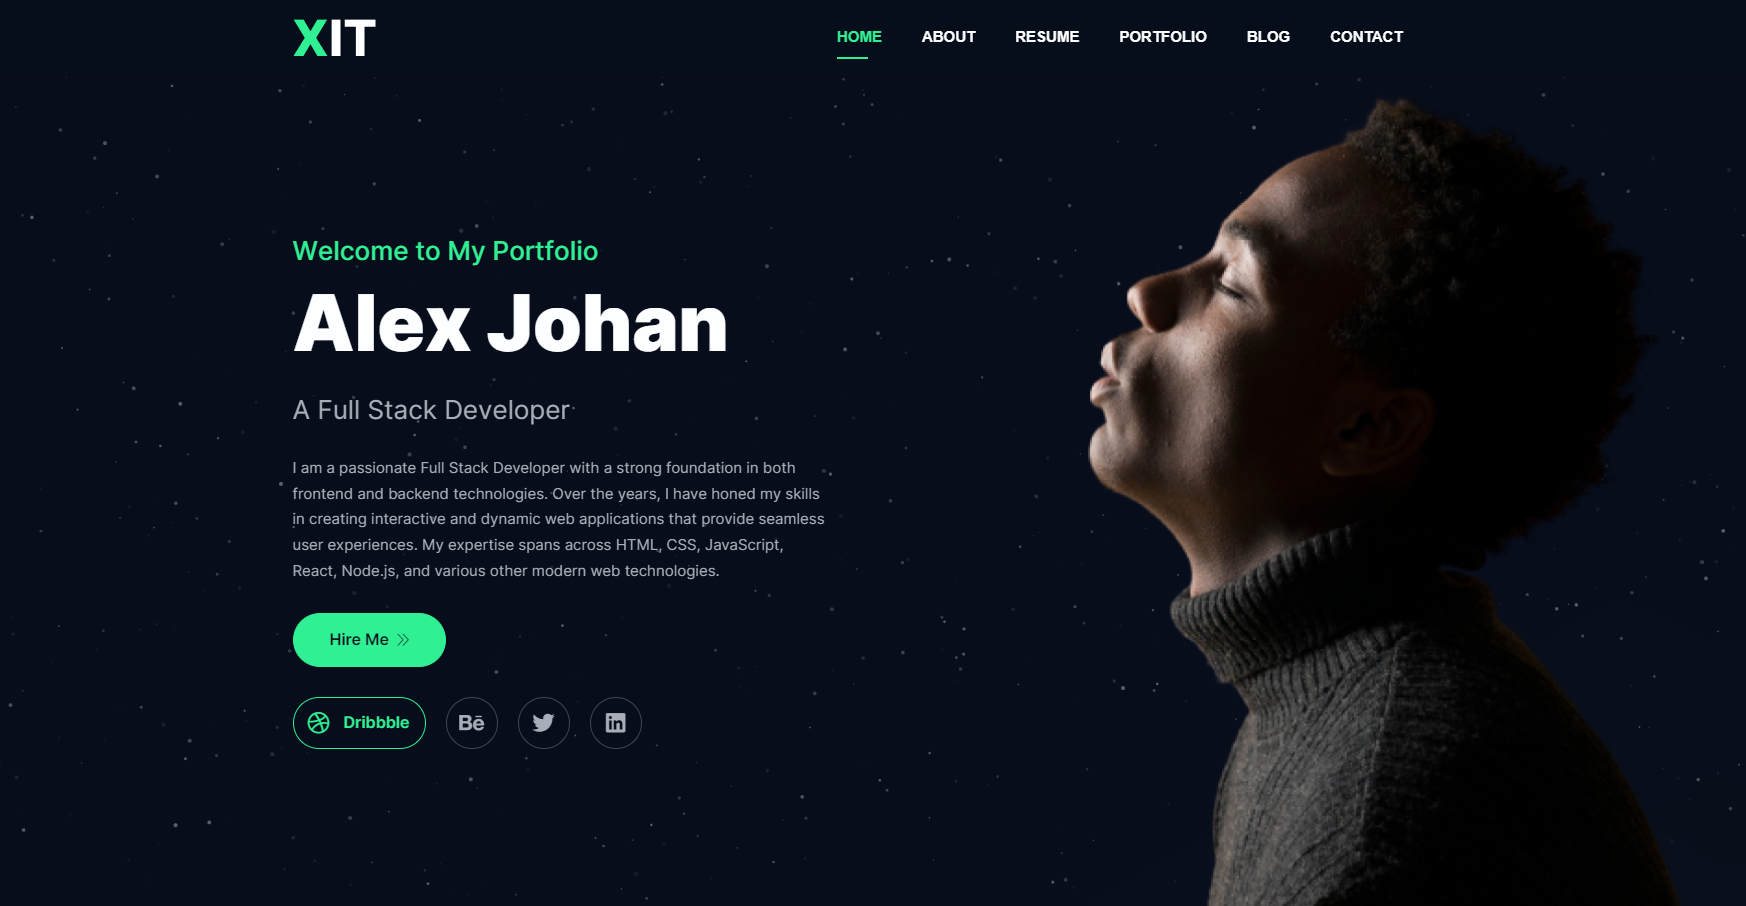 XIT
HOME ABOUT RESUME PORTFOLIO BLOG CONTACT
Welcome to My Portfolio
Alex Johan
A Full Stack Developer
I am a passionate Full Stack Developer with a strong foundation in both
frontend and backend technologies. Over the years, I have honed my skills
in creating interactive and dynamic web applications that provide seamless
user experiences. My expertise spans across HTML, CSS, JavaScript,
React, Node.js, and various other modern web technologies.
Hire Me
Dribbble Bē in